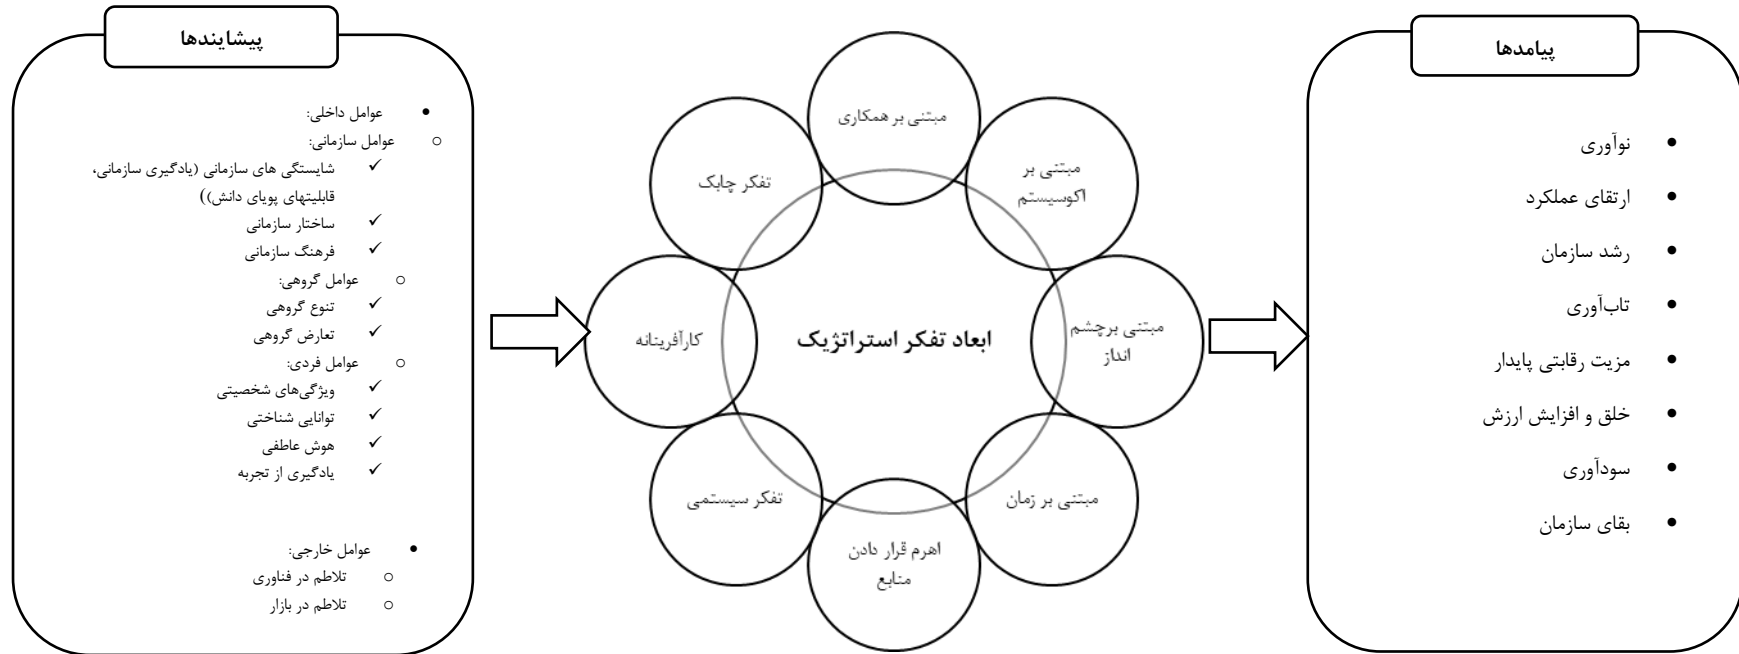 پیشایندها
• عوامل داخلی:
○ عوامل سازمانی:
✓ شایستگی های سازمانی (یادگیری سازمانی،
قابلیتهای پویای دانش))
✓ ساختار سازمانی
✓ فرهنگ سازمانی
○ عوامل گروهی:
✓ تنوع گروهی
✓ تعارض گروهی
○ عوامل فردی:
✓ ویژگی‌های شخصیتی
✓ توانایی شناختی
✓ هوش عاطفی
✓ یادگیری از تجربه
• عوامل خارجی:
○ تلاطم در فناوری
○ تلاطم در بازار
ابعاد تفکر استراتژیک
مبتنی بر همکاری
مبتنی بر
اکوسیستم
مبتنی برچشم
انداز
مبتنی بر زمان
اهرم قرار دادن
منابع
تفکر سیستمی
کارآفرینانه
تفکر چابک
پیامدها
• نوآوری
• ارتقای عملکرد
• رشد سازمان
• تاب‌آوری
• مزیت رقابتی پایدار
• خلق و افزایش ارزش
• سودآوری
• بقای سازمان